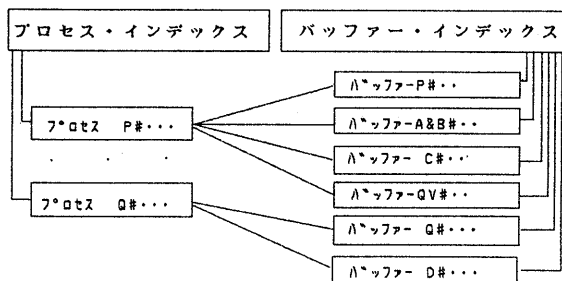 プロセス・インデックス
バッファー・インデックス
バッファーP#・・
プロセス P#・・・
バッファーA&B#・・
バッファー C#・・
・ ・ ・
バッファーQV#・・
プロセス Q#・・・
バッファー Q#・・・
バッファー D#・・・